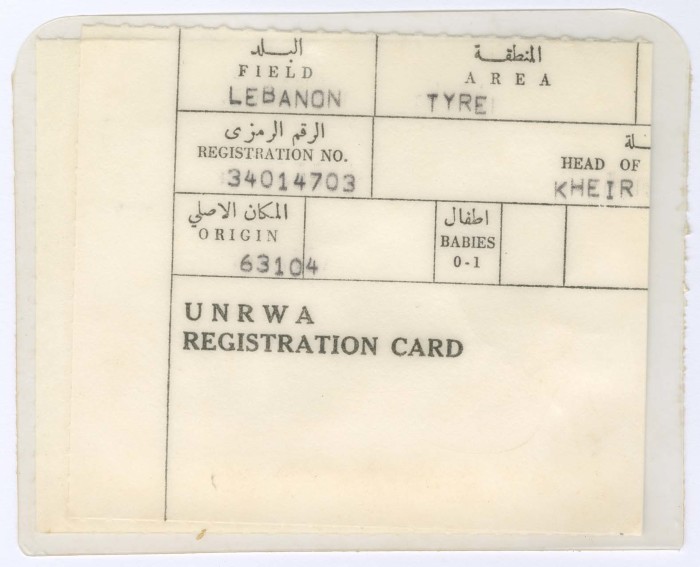 البلد المنطقة
FIELD AREA
LEBANON TYRE
الرقم الرمزى
REGISTRATION NO. HEAD OF
34014703 KHEIR
المكان الاصلي اطفال
ORIGIN BABIES
63104 0-1
UNRWA
REGISTRATION CARD